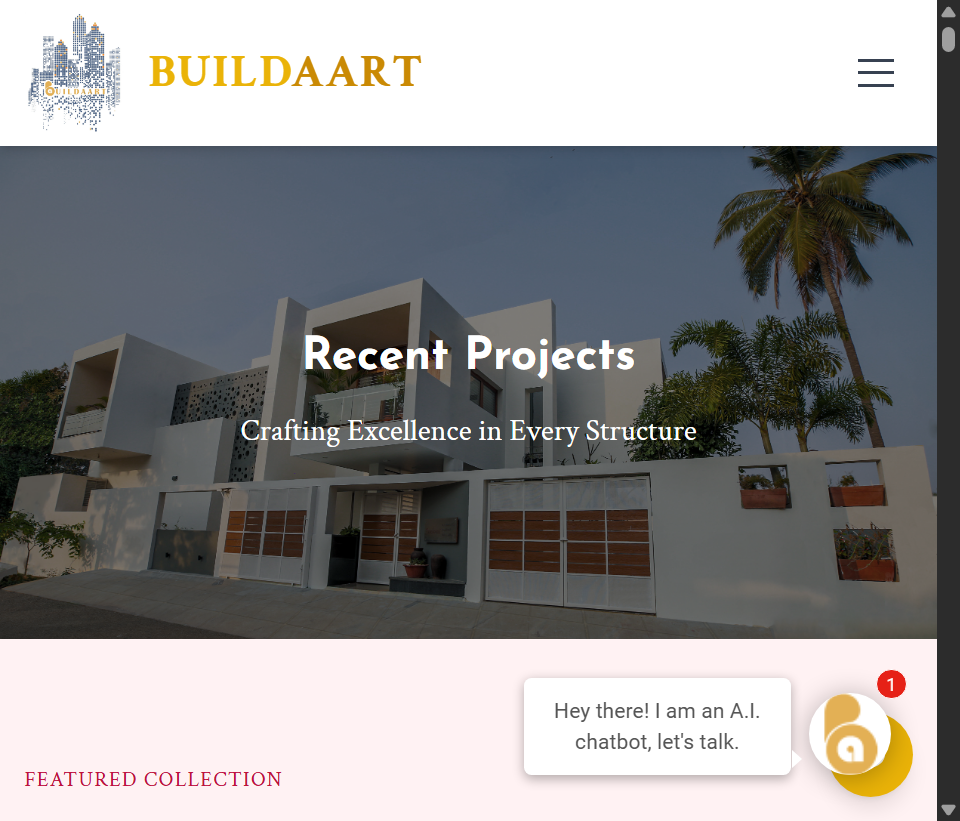 BUILDAART
BUILDAART
Recent Projects
Crafting Excellence in Every Structure
1
Hey there! I am an A.I.
chatbot, let's talk.
FEATURED COLLECTION